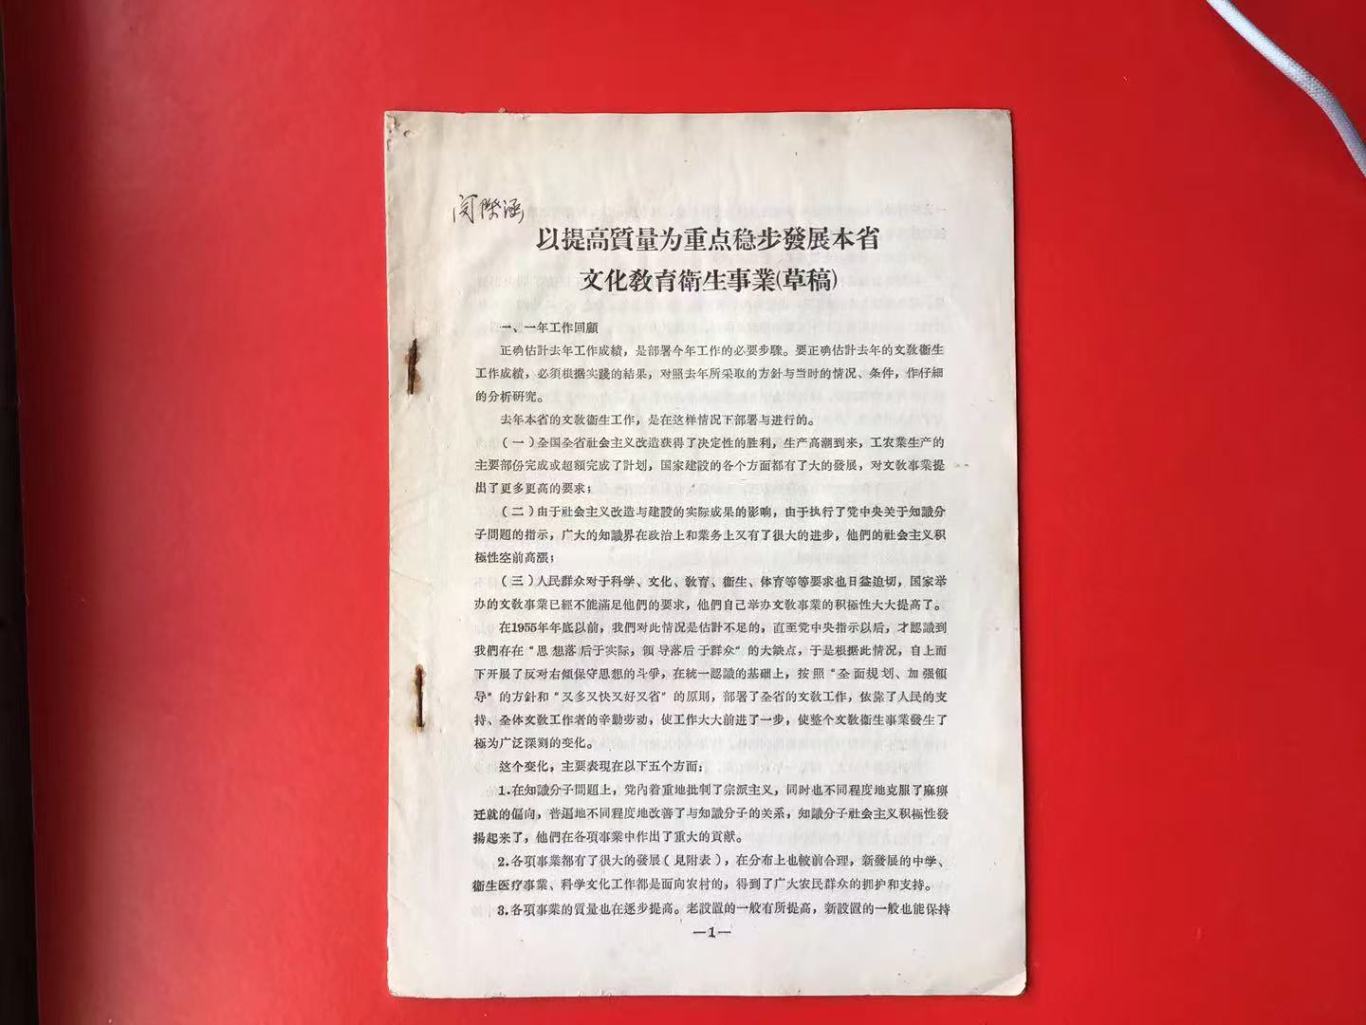 闵傑涵
以提高質量为重点稳步發展本省
文化教育衛生事業(草稿)
一、一年工作回顧
正确估計去年工作成績，是部署今年工作的必要步驟。要正确估計去年的文教衞生
工作成績，必須根据实践的結果，对照去年所采取的方針与当时的情况、条件，作仔細
的分析研究。
去年本省的文教衞生工作，是在这样情况下部署与进行的。
（一）全国全省社会主义改造获得了决定性的胜利，生产高潮到来，工农業生产的
主要部份完成或超额完成了計划，国家建設的各个方面都有了大的發展，对文教事業提
出了更多更高的要求；
（二）由于社会主义改造与建設的实际成果的影响，由于执行了党中央关于知識分
子問題的指示，广大的知識界在政治上和業务上又有了很大的进步，他們的社会主义积
極性空前高漲；
（三）人民群众对于科学、文化、教育、衞生、体育等等要求也日益迫切，国家举
办的文教事業已經不能滿足他們的要求，他們自己举办文教事業的积極性大大提高了。
在1955年年底以前，我們对此情况是估計不足的，直至党中央指示以后，才認識到
我們存在“思想落后于实际，領导落后于群众”的大缺点，于是根据此情况，自上而
下开展了反对右傾保守思想的斗爭，在統一認識的基础上，按照“全面規划、加强領
导”的方針和“又多又快又好又省”的原則，部署了全省的文教工作，依靠了人民的支
持、全体文教工作者的辛勤劳动，使工作大大前进了一步，使整个文教衞生事業發生了
極为广泛深刻的变化。
这个变化，主要表現在以下五个方面：
1.在知識分子問題上，党內着重地批判了宗派主义，同时也不同程度地克服了麻痹
迁就的偏向，普遍地不同程度地改善了与知識分子的关系，知識分子社会主义积極性發
揚起来了，他們在各項事業中作出了重大的貢献。
2.各項事業都有了很大的發展（見附表），在分布上也較前合理，新發展的中学、
衞生医疗事業、科学文化工作都是面向农村的，得到了广大农民群众的拥护和支持。
3.各項事業的質量也在逐步提高。老設置的一般有所提高，新設置的一般也能保持
—1—